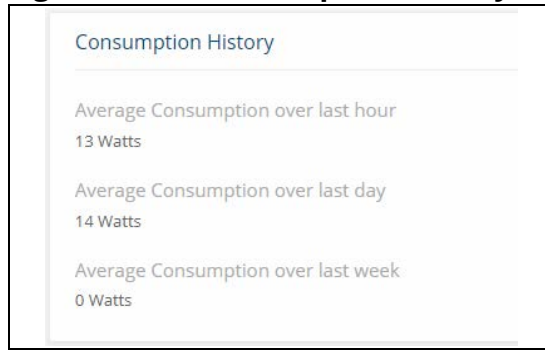 Consumption History
Average Consumption over last hour
13 Watts
Average Consumption over last day
14 Watts
Average Consumption over last week
0 Watts